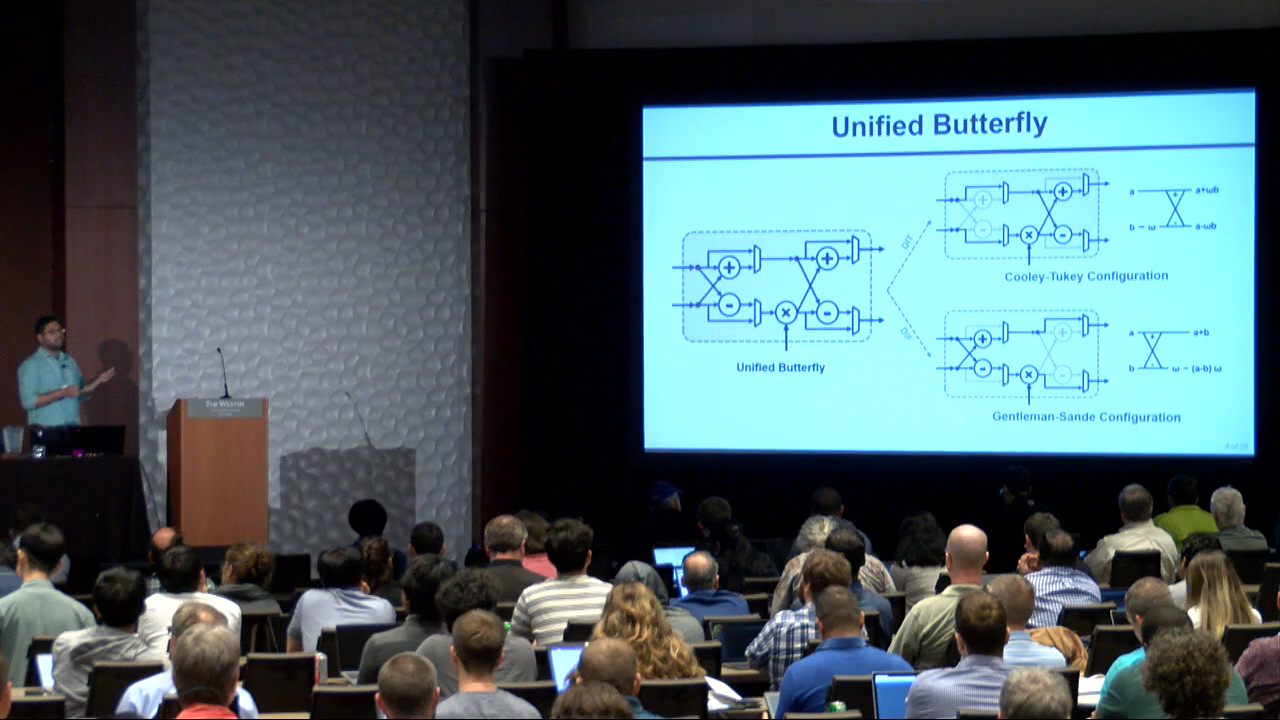 Unified Butterfly
DIT
DIF
Unified Butterfly
Cooley-Tukey Configuration
a
a+ωb
b – ω
a-ωb
Gentleman-Sande Configuration
a
a+b
b
ω – (a-b) ω
THE WESTIN